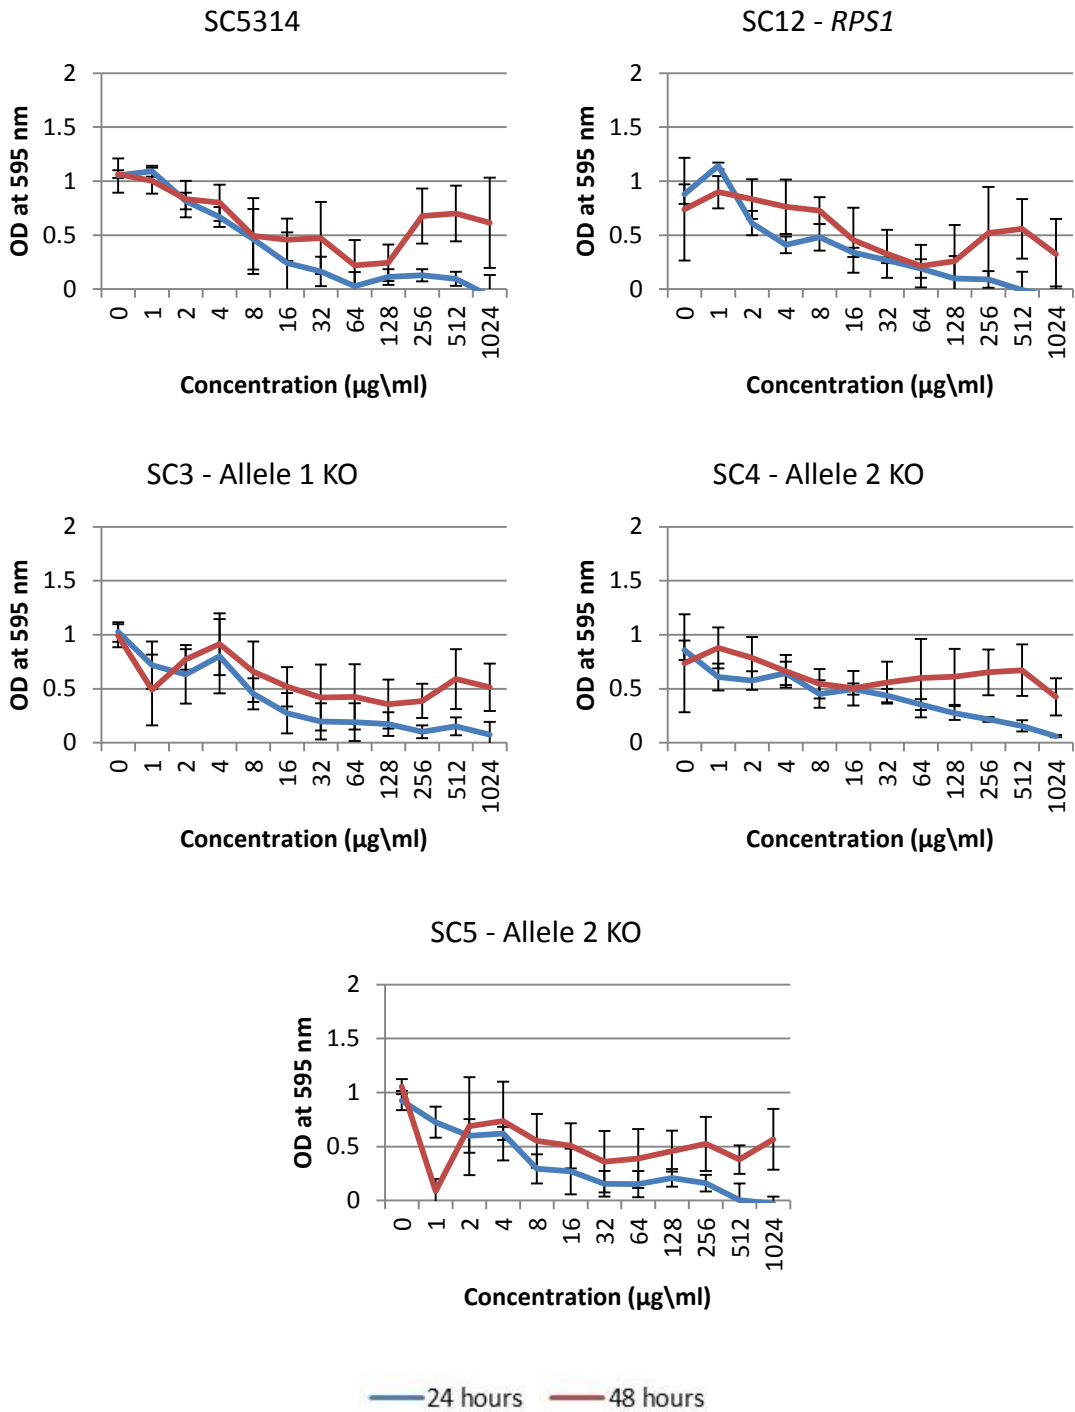 SC5314
SC12 - RPS1
OD at 595 nm
2
1.5
1
0.5
0
0 1 2 4 8 16 32 64 128 256 512 1024
Concentration (µg\ml)
OD at 595 nm
2
1.5
1
0.5
0
0 1 2 4 8 16 32 64 128 256 512 1024
Concentration (µg\ml)
SC3 - Allele 1 KO
SC4 - Allele 2 KO
OD at 595 nm
2
1.5
1
0.5
0
0 1 2 4 8 16 32 64 128 256 512 1024
Concentration (µg\ml)
OD at 595 nm
2
1.5
1
0.5
0
0 1 2 4 8 16 32 64 128 256 512 1024
Concentration (µg\ml)
SC5 - Allele 2 KO
OD at 595 nm
2
1.5
1
0.5
0
0 1 2 4 8 16 32 64 128 256 512 1024
Concentration (µg\ml)
24 hours 48 hours